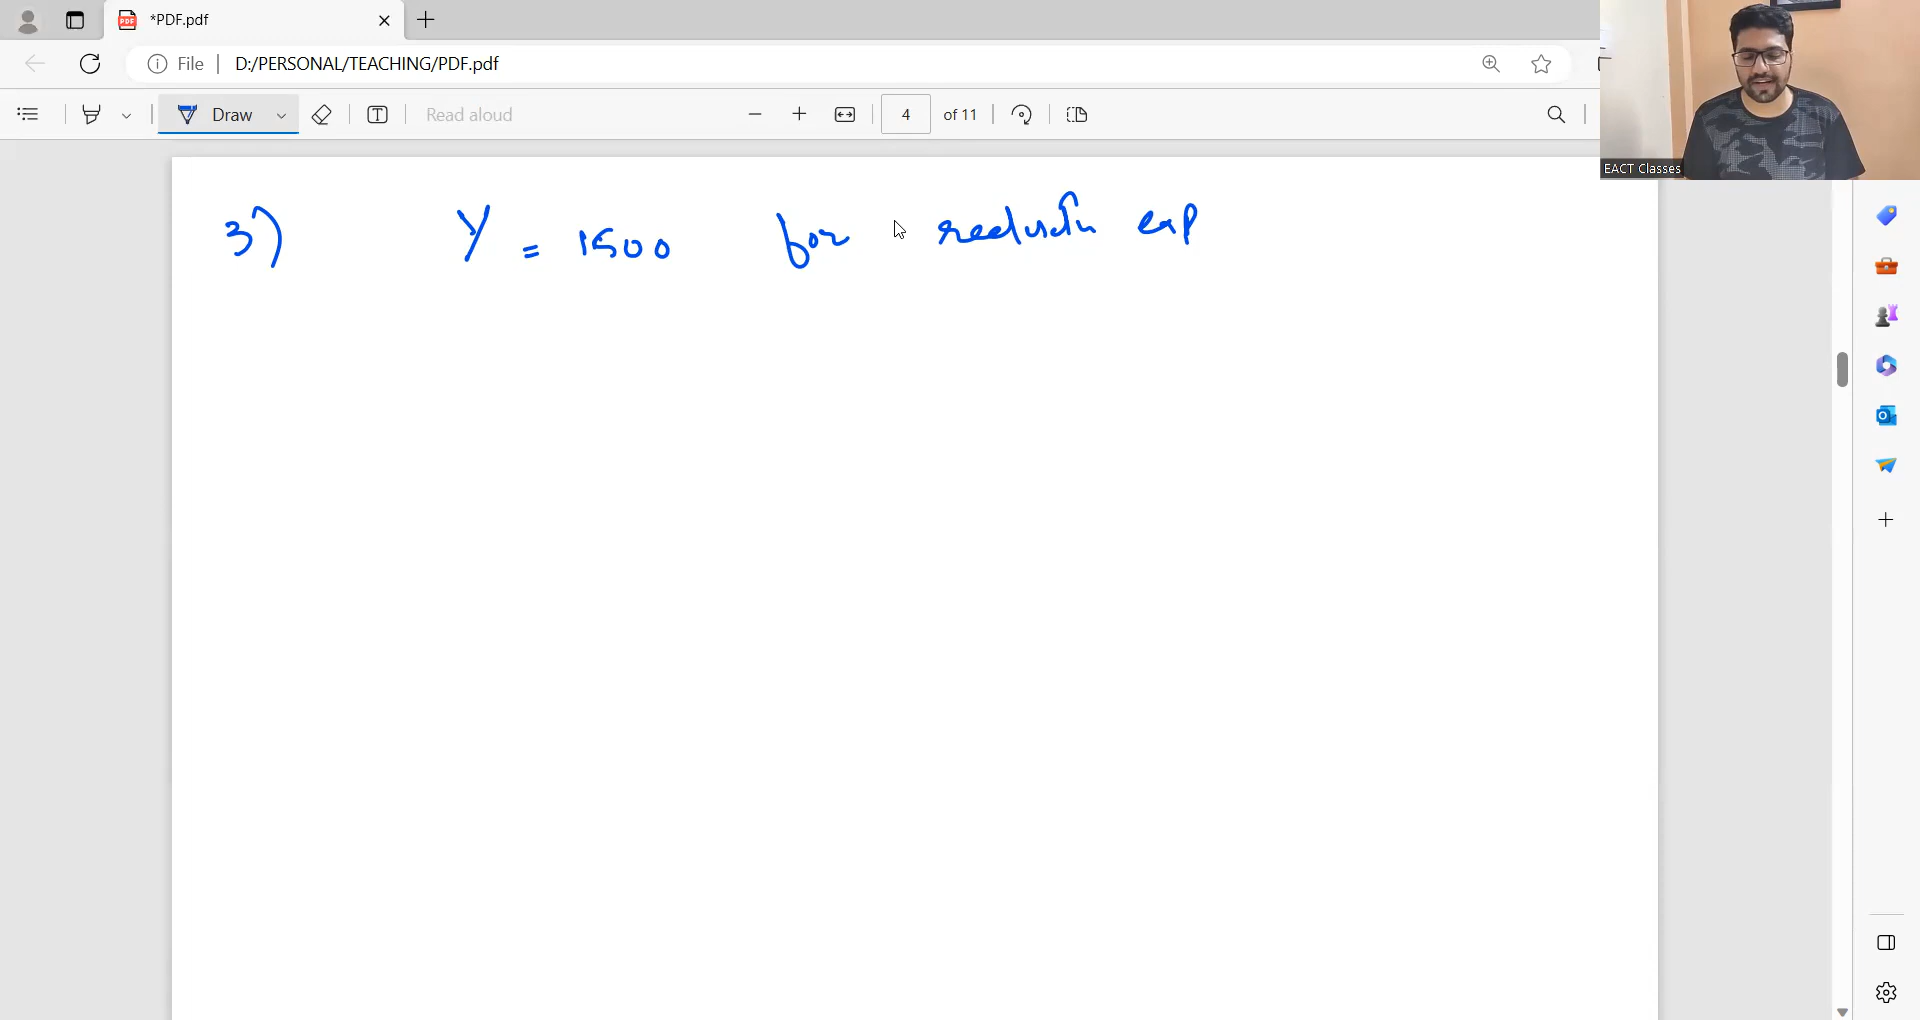 *PDF.pdf
File
D:/PERSONAL/TEACHING/PDF.pdf
Draw
T
Read aloud
4
of 11
EACT Classes
3) Y = 1500 for exp